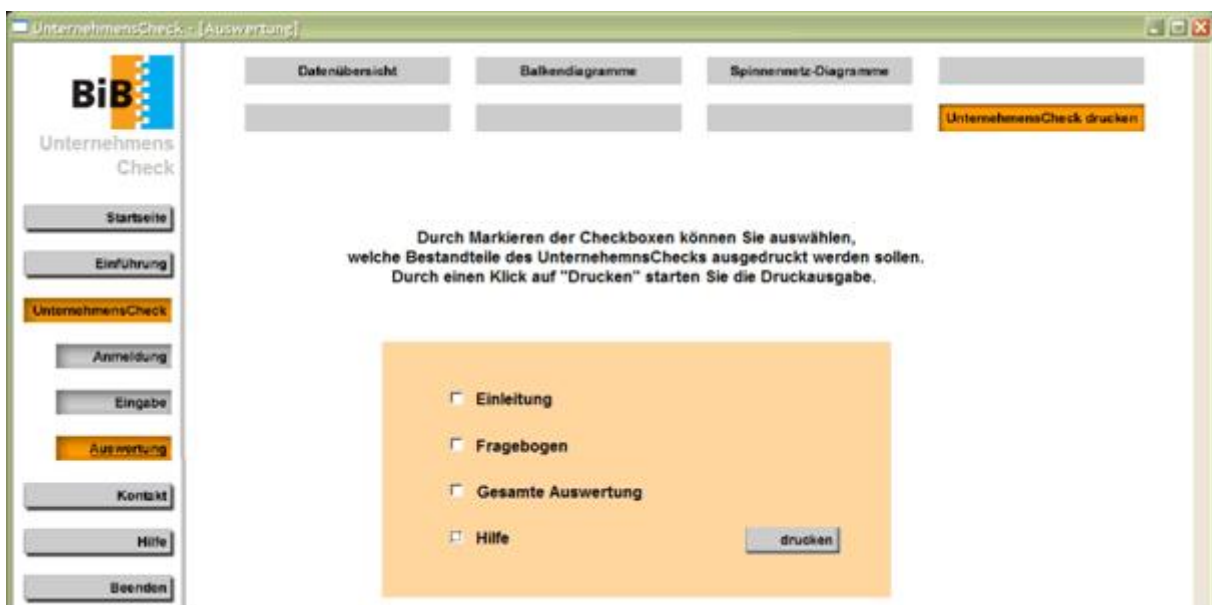 UnternehmensCheck - [Auswertung]
BiB
Unternehmens
Check
Datenübersicht
Balkendiagramme
Spinnennetz-Diagramme
UnternehmensCheck drucken
Startseite
Einführung
UnternehmensCheck
Anmeldung
Eingabe
Auswertung
Kontakt
Hilfe
Beenden
Durch Markieren der Checkboxen können Sie auswählen,
welche Bestandteile des UnternehemnsChecks ausgedruckt werden sollen.
Durch einen Klick auf "Drucken" starten Sie die Druckausgabe.
Einleitung
Fragebogen
Gesamte Auswertung
Hilfe
drucken